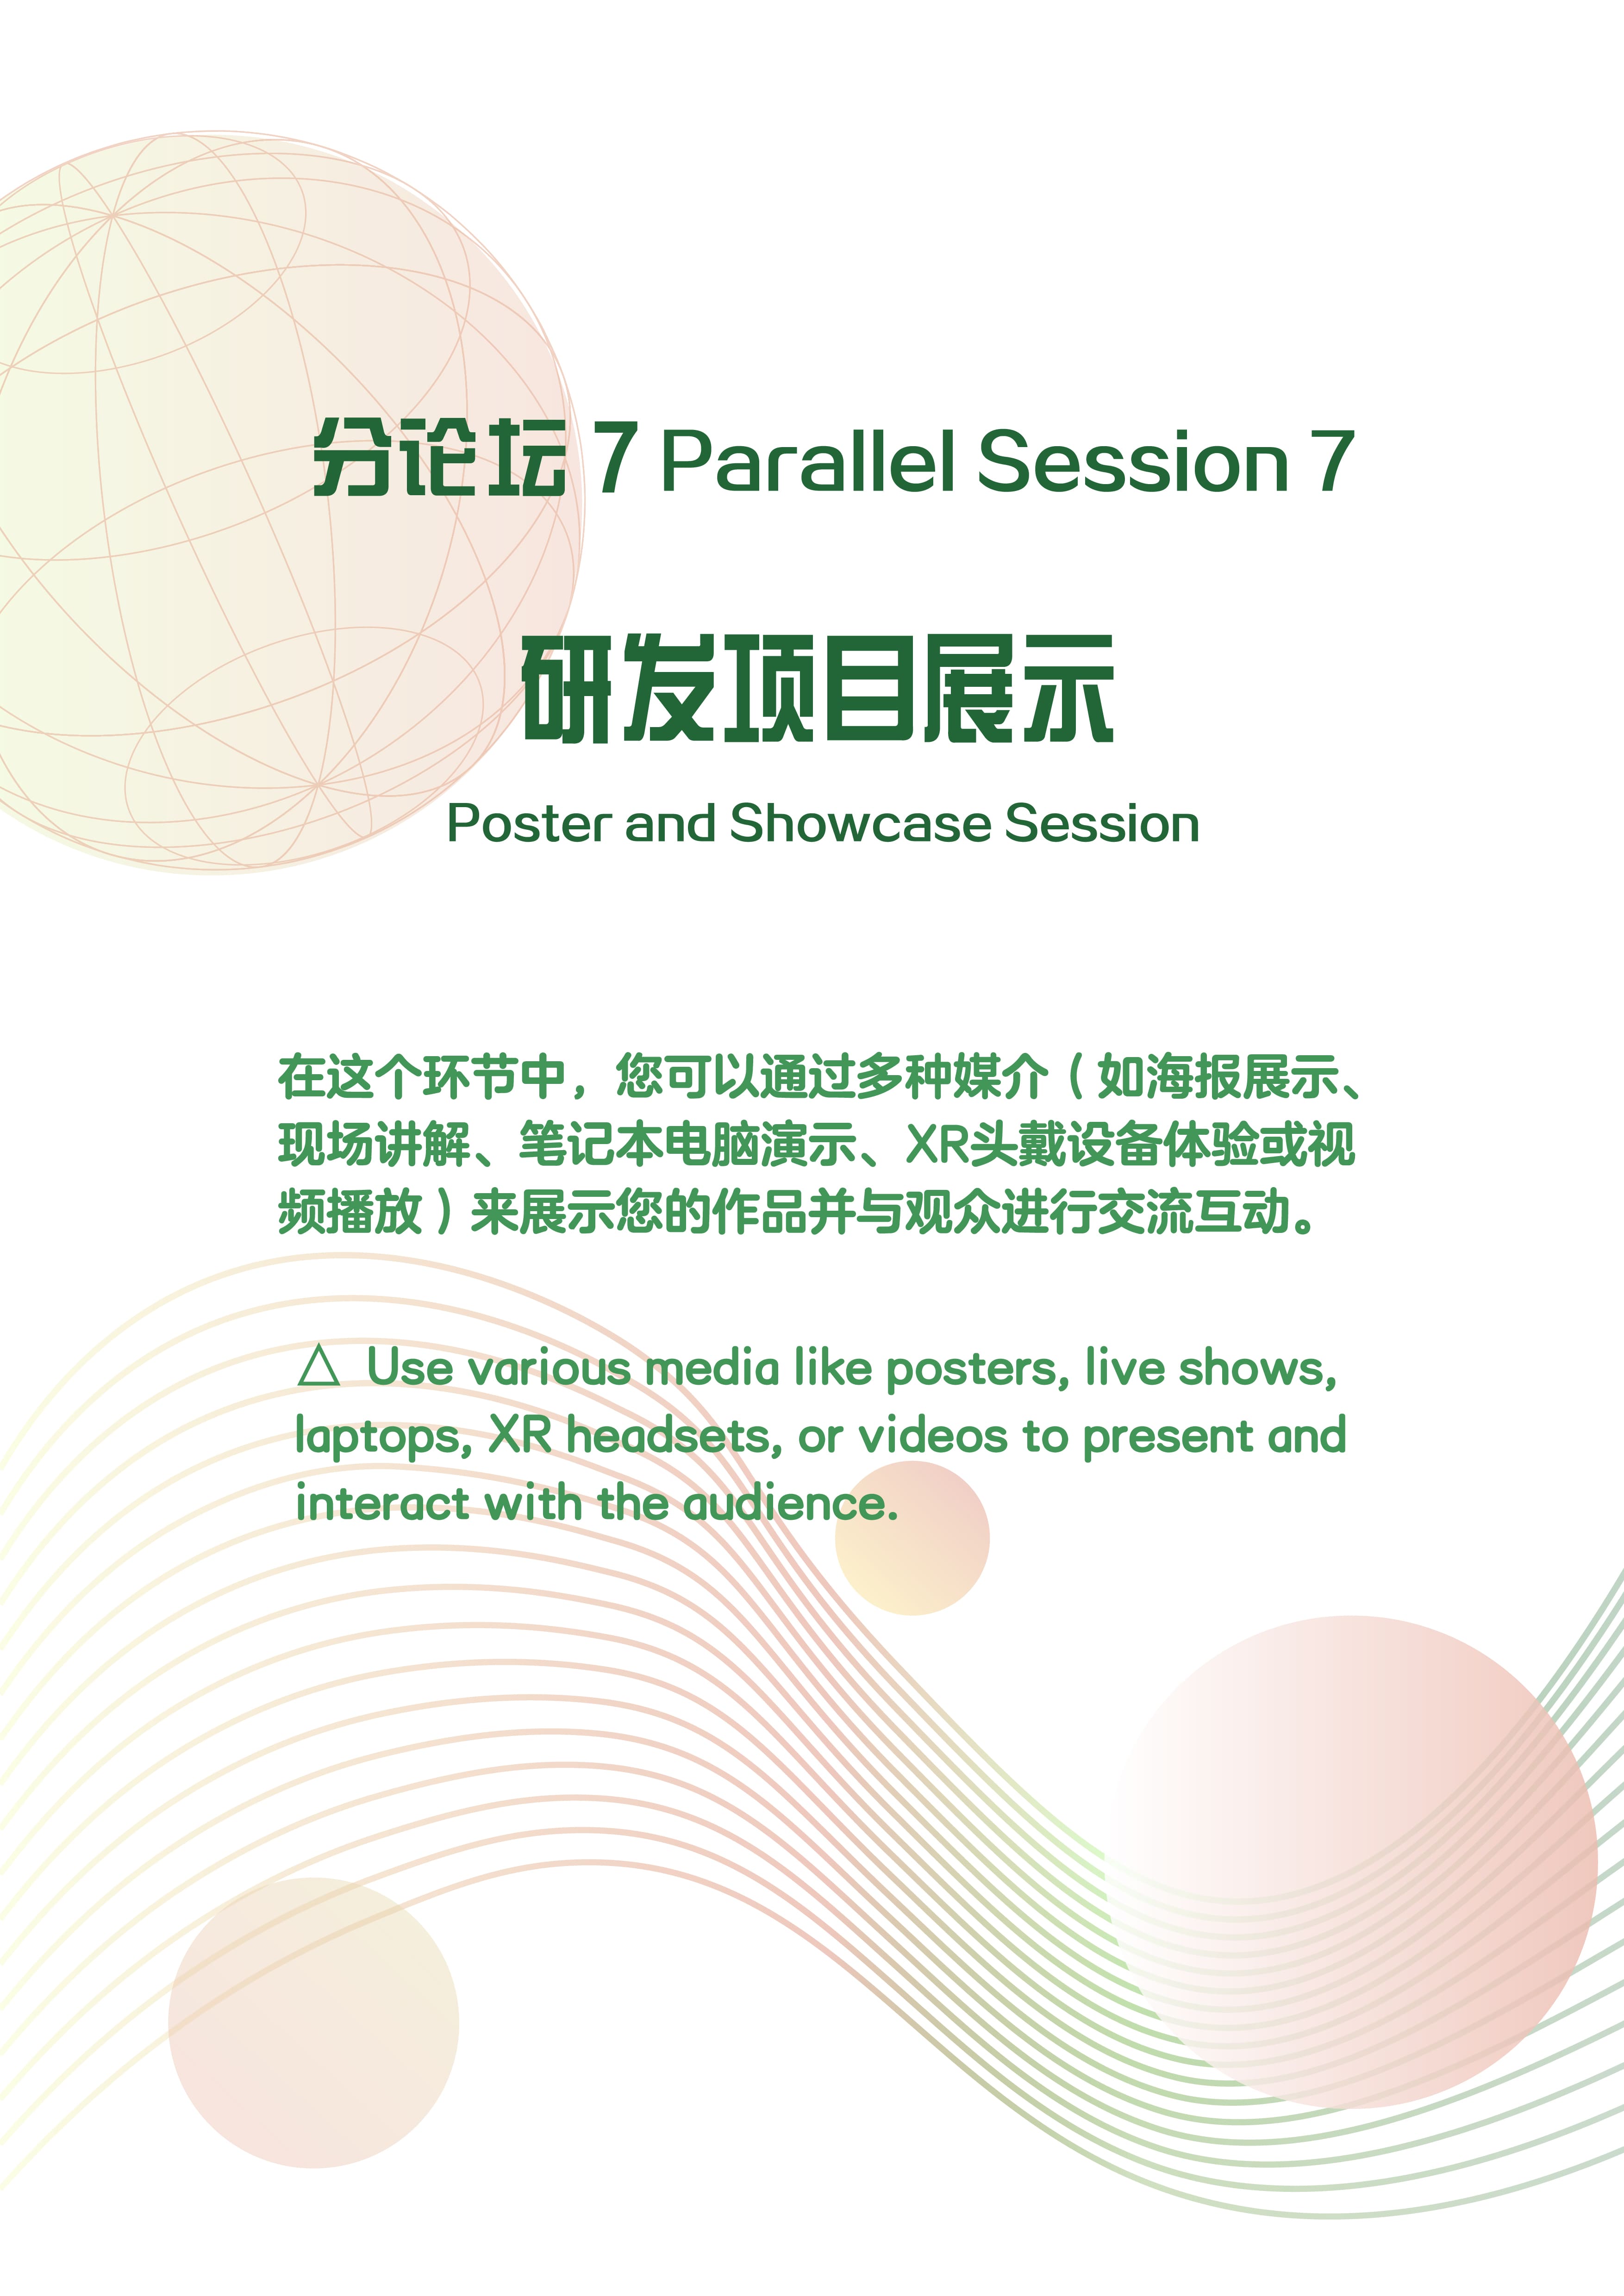 分论坛 7 Parallel Session 7
研发项目展示
Poster and Showcase Session
在这个环节中，您可以通过多种媒介（如海报展示、
现场讲解、笔记本电脑演示、XR头戴设备体验或视
频播放）来展示您的作品并与观众进行交流互动。
△ Use various media like posters, live shows,
laptops, XR headsets, or videos to present and
interact with the audience.